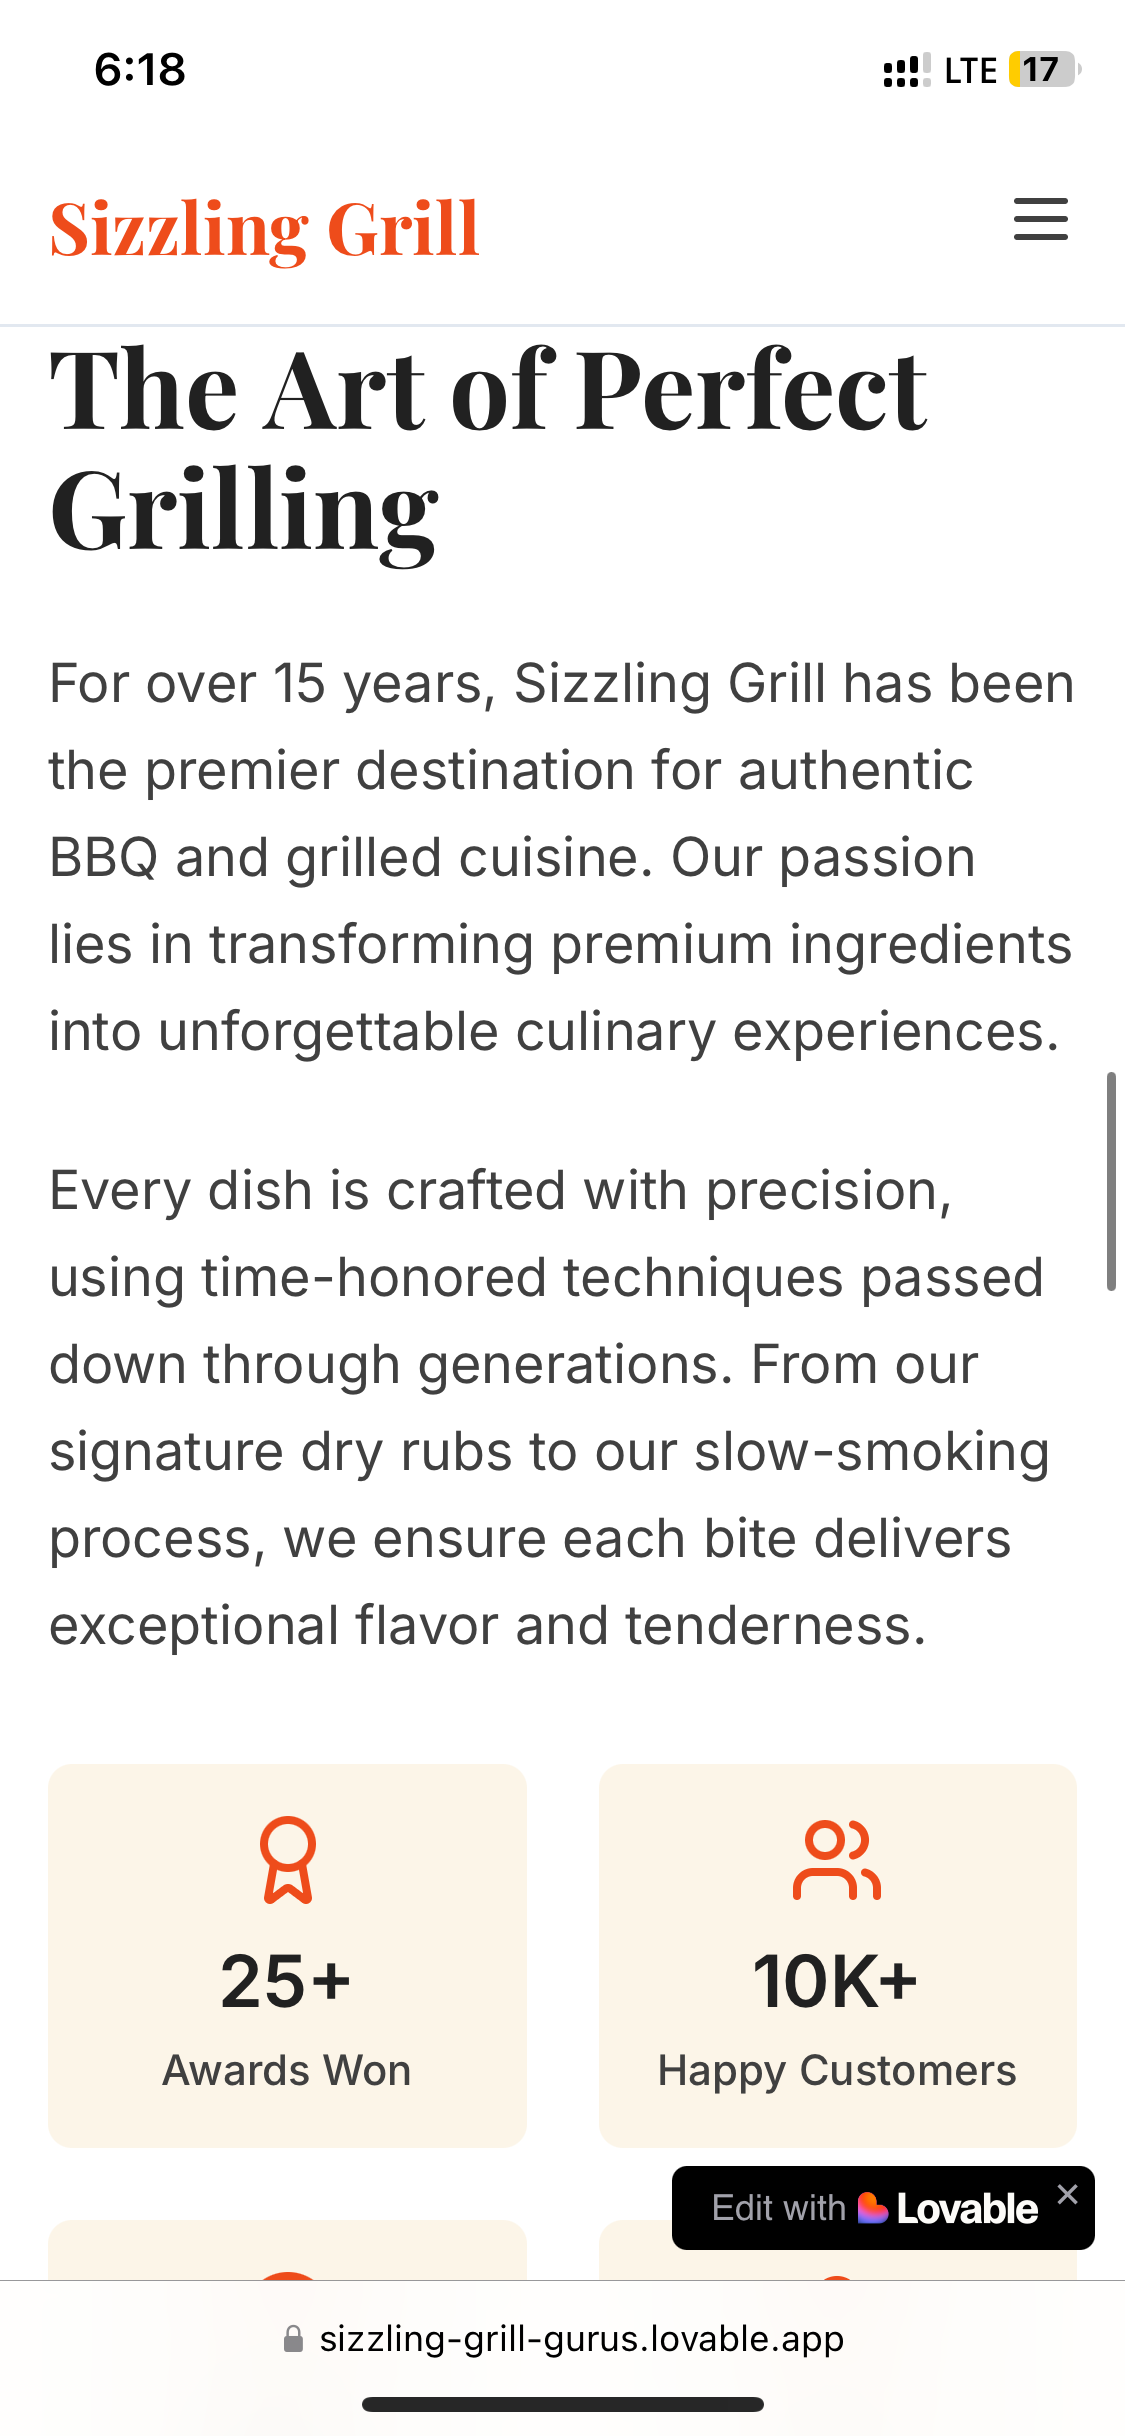 6:18
LTE 17
Sizzling Grill
The Art of Perfect
Grilling
For over 15 years, Sizzling Grill has been
the premier destination for authentic
BBQ and grilled cuisine. Our passion
lies in transforming premium ingredients
into unforgettable culinary experiences.
Every dish is crafted with precision,
using time-honored techniques passed
down through generations. From our
signature dry rubs to our slow-smoking
process, we ensure each bite delivers
exceptional flavor and tenderness.
25+
Awards Won
10K+
Happy Customers
Edit with Lovable
sizzling-grill-gurus.lovable.app